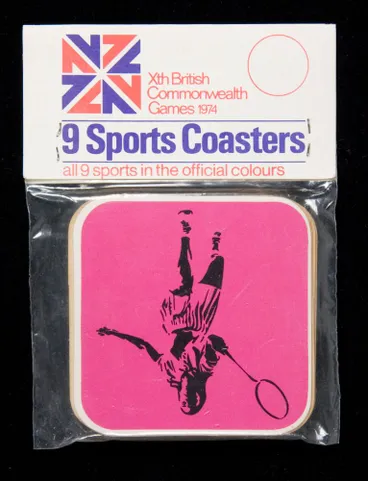 Xth British
Commonwealth
Games 1974
9 Sports Coasters
all 9 sports in the official colours